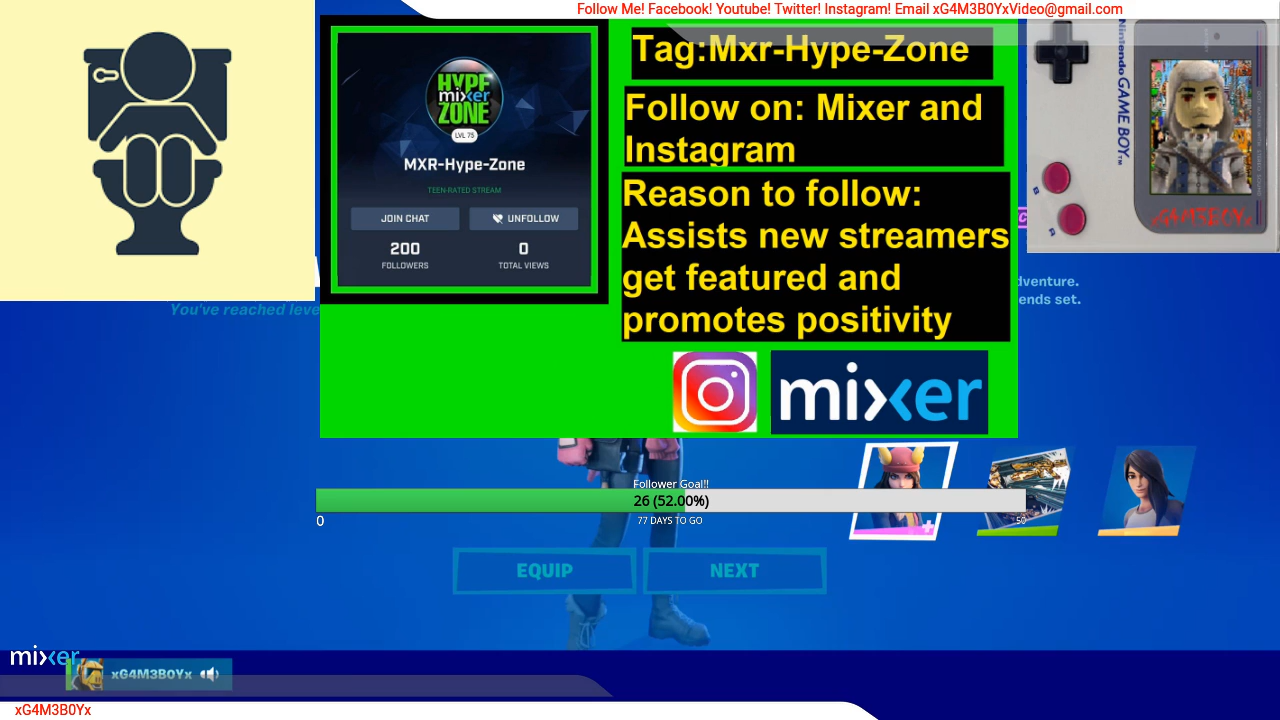 Follow Me! Facebook! Youtube! Twitter! Instagram! Email xG4M3B0YxVideo@gmail.com
Tag:Mxr-Hype-Zone
Follow on: Mixer and
Instagram
Reason to follow:
Assists new streamers
get featured and
promotes positivity
HYPE
mixer
ZONE
LVL 75
MXR-Hype-Zone
TEEN-RATED STREAM
JOIN CHAT
UNFOLLOW
200
FOLLOWERS
0
TOTAL VIEWS
mixer
Nintendo GAME BOY TM
xG4M3B0Yx
You've reached leve
dventure.
ends set.
Follower Goal!!
26 (52.00%)
0
77 DAYS TO GO
50
EQUIP
NEXT
mixer
xG4M3B0Yx
xG4M3B0Yx